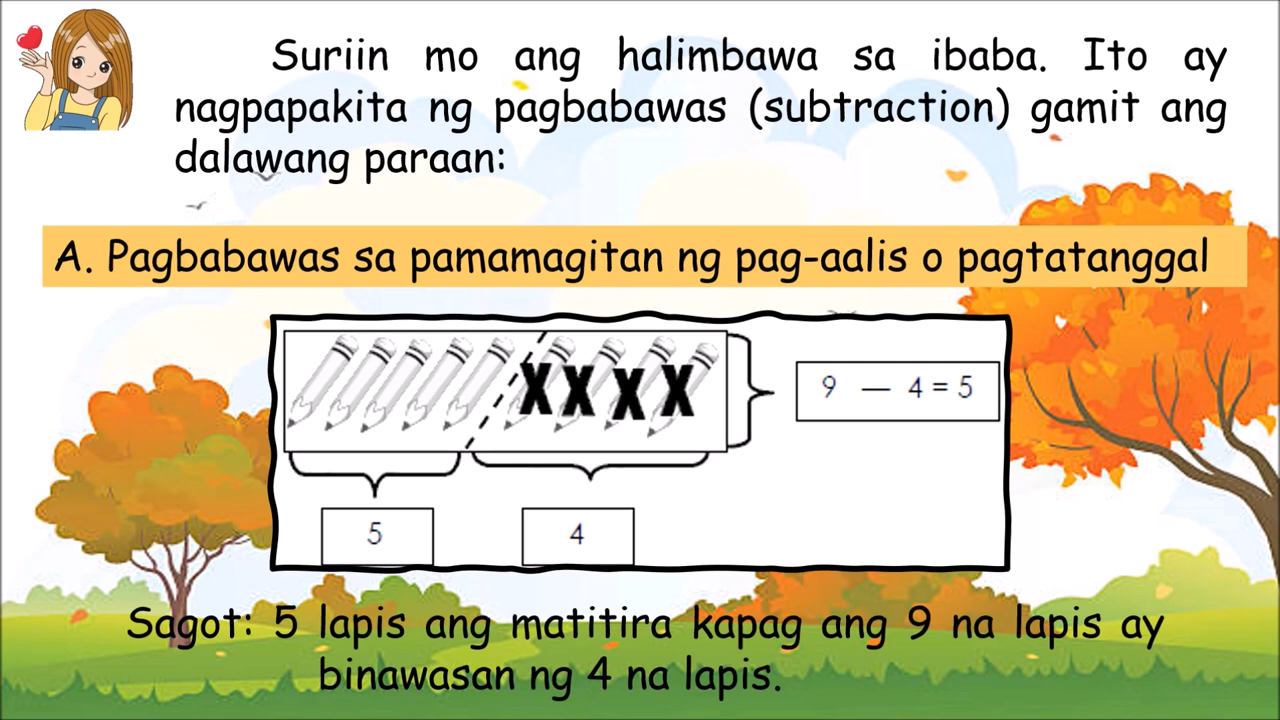 Suriin mo ang halimbawa sa ibaba. Ito ay
nagpapakita ng pagbabawas (subtraction) gamit ang
dalawang paraan:
A. Pagbabawas sa pamamagitan ng pag-aalis o pagtatanggal
X X X X
9 — 4 = 5
5 4
Sagot: 5 lapis ang matitira kapag ang 9 na lapis ay
binawasan ng 4 na lapis.